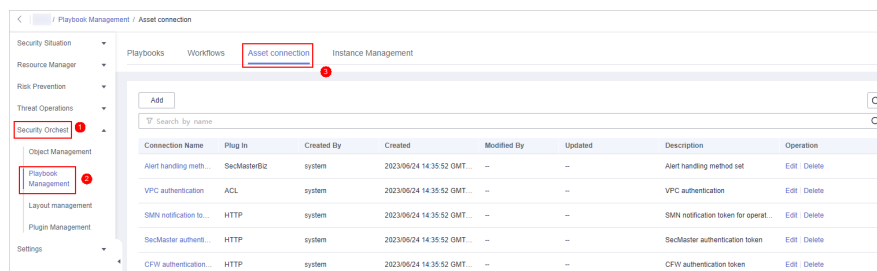 / Playbook Management / Asset connection
Security Situation
Resource Manager
Risk Prevention
Threat Operations
Security Orchest 1
Object Management
Playbook
Management 2
Layout management
Plugin Management
Settings
Playbooks Workflows Asset connection Instance Management
3
Add
Search by name
Connection Name Plug In Created By Created Modified By Updated Description Operation
Alert handling meth... SecMasterBiz system 2023/06/24 14:35:52 GMT... -- -- Alert handling method set Edit | Delete
VPC authentication ACL system 2023/06/24 14:35:52 GMT... -- -- VPC authentication Edit | Delete
SMN notification to... HTTP system 2023/06/24 14:35:52 GMT... -- -- SMN notification token for operat... Edit | Delete
SecMaster authenti... HTTP system 2023/06/24 14:35:52 GMT... -- -- SecMaster authentication token Edit | Delete
CFW authentication... HTTP system 2023/06/24 14:35:52 GMT... -- -- CFW authentication token Edit | Delete